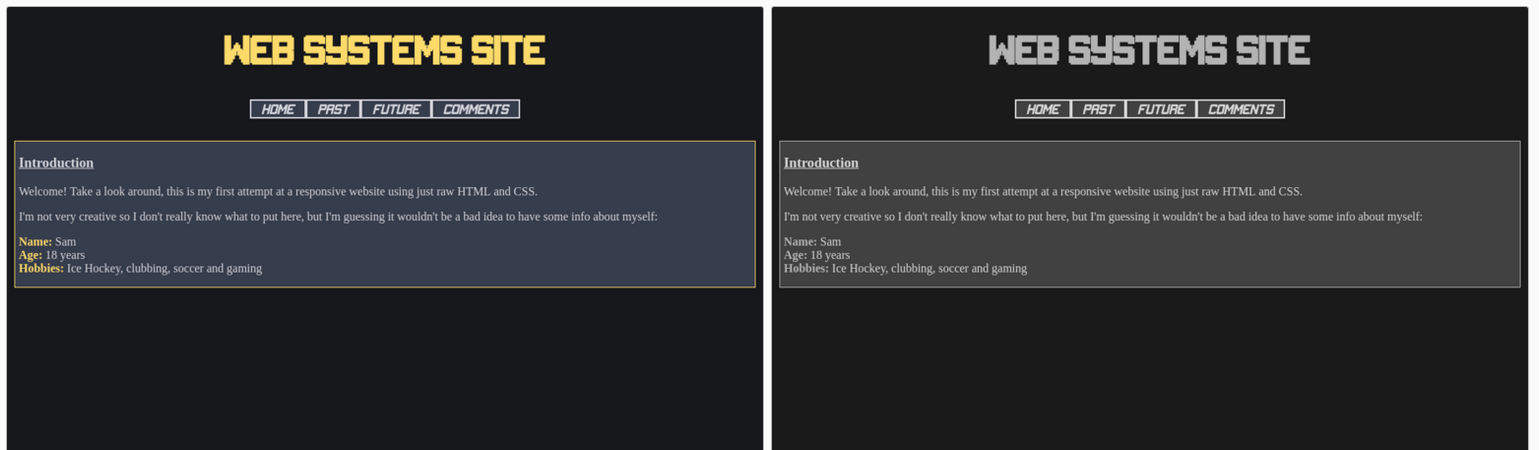 WEB SYSTEMS SITE
HOME PAST FUTURE COMMENTS
Introduction
Welcome! Take a look around, this is my first attempt at a responsive website using just raw HTML and CSS.
I'm not very creative so I don't really know what to put here, but I'm guessing it wouldn't be a bad idea to have some info about myself:
Name: Sam
Age: 18 years
Hobbies: Ice Hockey, clubbing, soccer and gaming
WEB SYSTEMS SITE
HOME PAST FUTURE COMMENTS
Introduction
Welcome! Take a look around, this is my first attempt at a responsive website using just raw HTML and CSS.
I'm not very creative so I don't really know what to put here, but I'm guessing it wouldn't be a bad idea to have some info about myself:
Name: Sam
Age: 18 years
Hobbies: Ice Hockey, clubbing, soccer and gaming